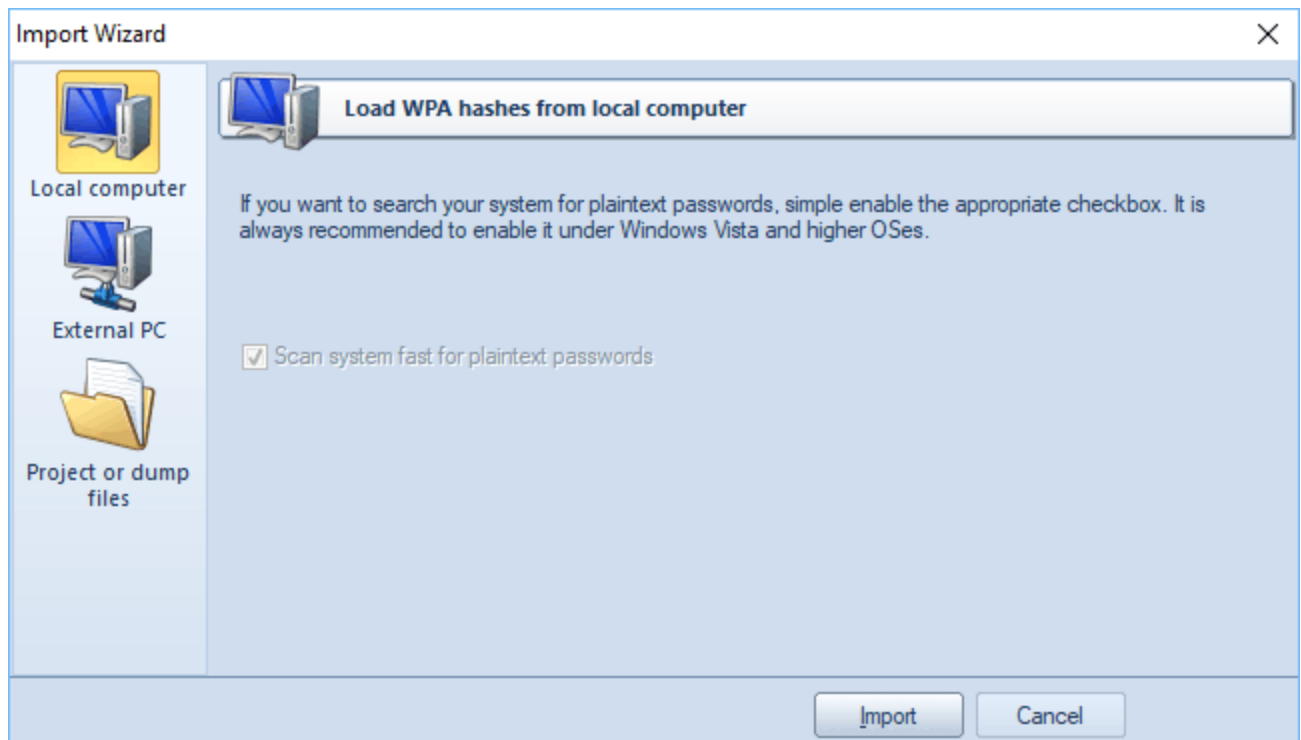 Import Wizard
Local computer
External PC
Project or dump
files
Load WPA hashes from local computer
If you want to search your system for plaintext passwords, simple enable the appropriate checkbox. It is
always recommended to enable it under Windows Vista and higher OSes.
Scan system fast for plaintext passwords
Import
Cancel